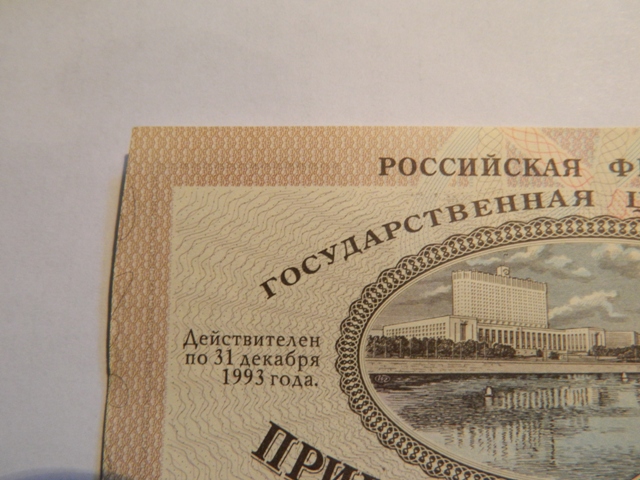 РОССИЙСКАЯ
ГОСУДАРСТВЕННАЯ
Действителен
по 31 декабря
1993 года.